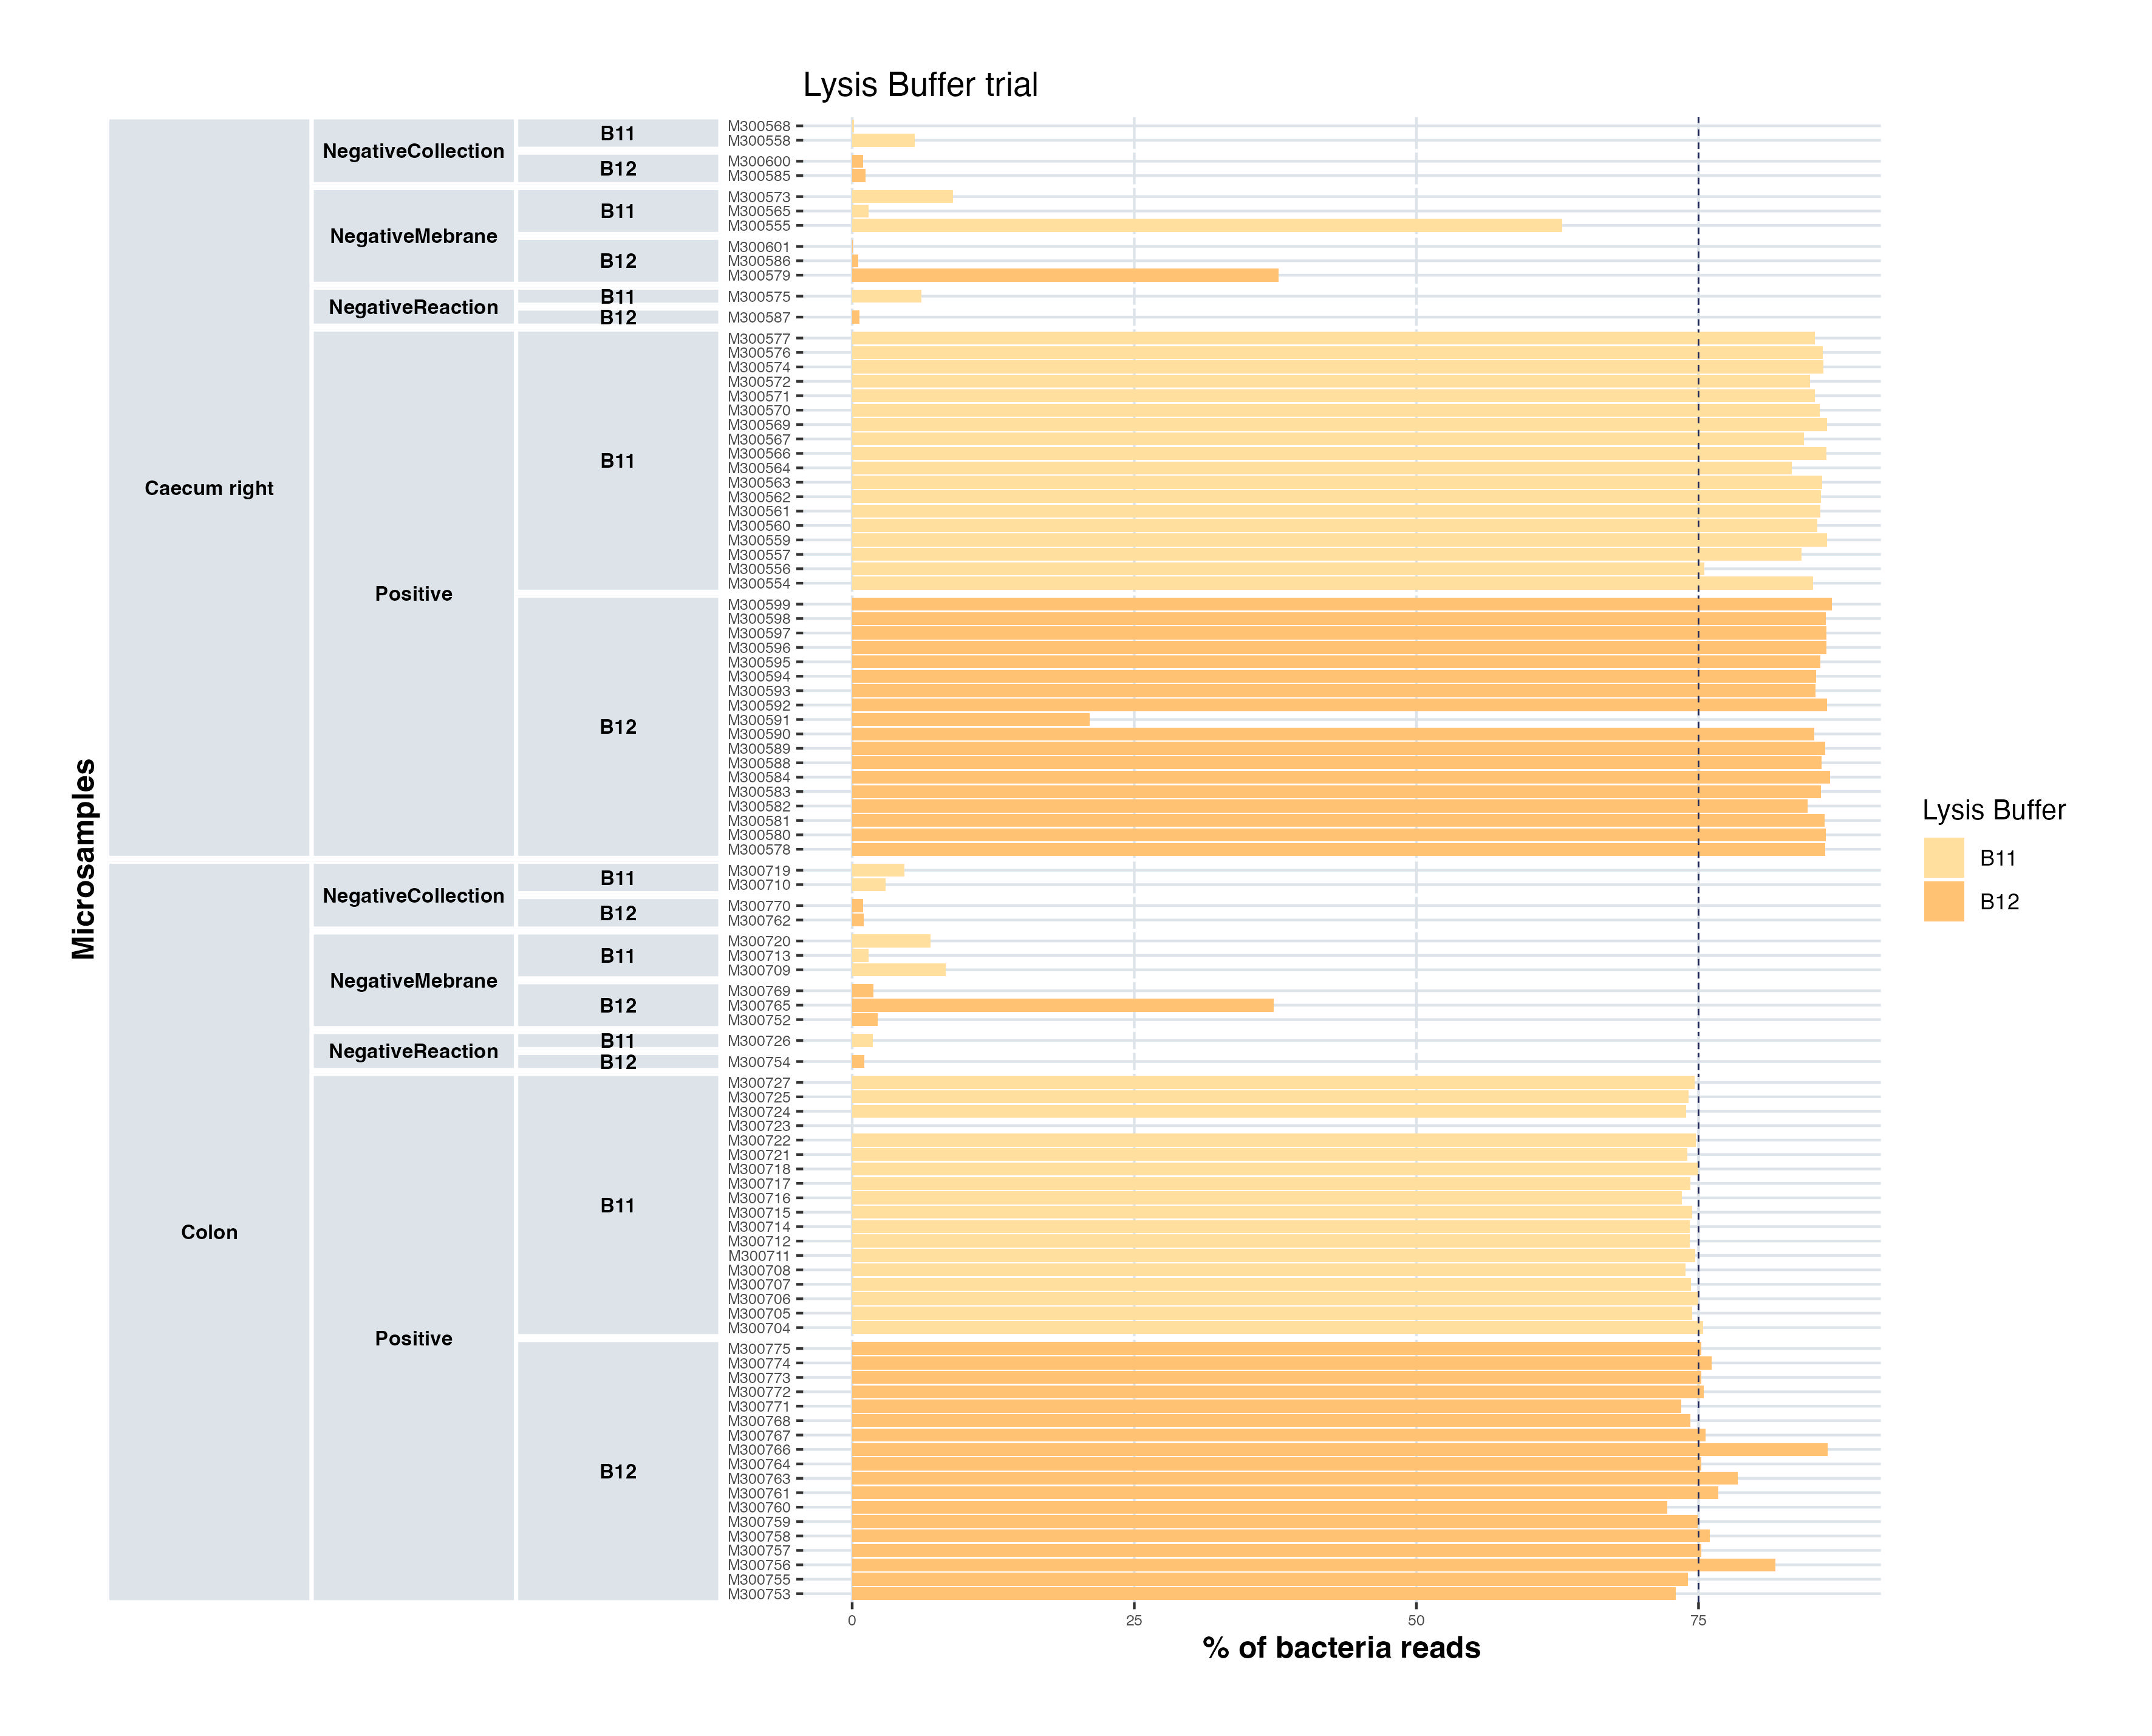 Lysis Buffer trial
Microsamples
Caecum right
NegativeCollection
B11
M300568
M300558
B12
M300600
M300585
NegativeMebrane
B11
M300573
M300565
M300555
B12
M300601
M300586
M300579
NegativeReaction
B11
M300575
B12
M300587
Positive
B11
M300577
M300576
M300574
M300572
M300571
M300570
M300569
M300567
M300566
M300564
M300563
M300562
M300561
M300560
M300559
M300557
M300556
M300554
B12
M300599
M300598
M300597
M300596
M300595
M300594
M300593
M300592
M300591
M300590
M300589
M300588
M300584
M300583
M300582
M300581
M300580
M300578
Colon
NegativeCollection
B11
M300719
M300710
B12
M300770
M300762
NegativeMebrane
B11
M300720
M300713
M300709
B12
M300769
M300765
M300752
NegativeReaction
B11
M300726
B12
M300754
Positive
B11
M300727
M300725
M300724
M300723
M300722
M300721
M300718
M300717
M300716
M300715
M300714
M300712
M300711
M300708
M300707
M300706
M300705
M300704
B12
M300775
M300774
M300773
M300772
M300771
M300768
M300767
M300766
M300764
M300763
M300761
M300760
M300759
M300758
M300757
M300756
M300755
M300753
0 25 50 75
% of bacteria reads
Lysis Buffer
B11
B12